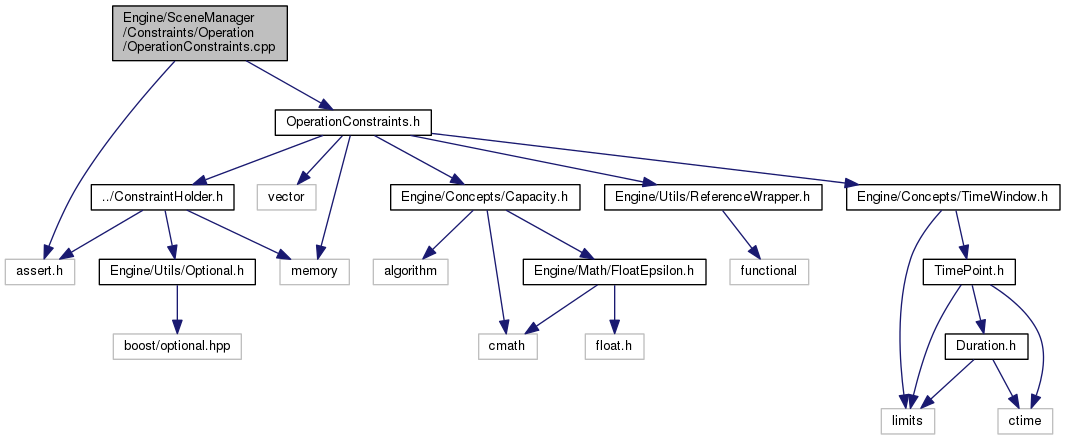 Engine/SceneManager
/Constraints/Operation
/OperationConstraints.cpp
OperationConstraints.h
../ConstraintHolder.h
vector
Engine/Concepts/Capacity.h
Engine/Utils/ReferenceWrapper.h
Engine/Concepts/TimeWindow.h
assert.h
Engine/Utils/Optional.h
memory
algorithm
Engine/Math/FloatEpsilon.h
functional
TimePoint.h
boost/optional.hpp
cmath
float.h
Duration.h
limits
ctime